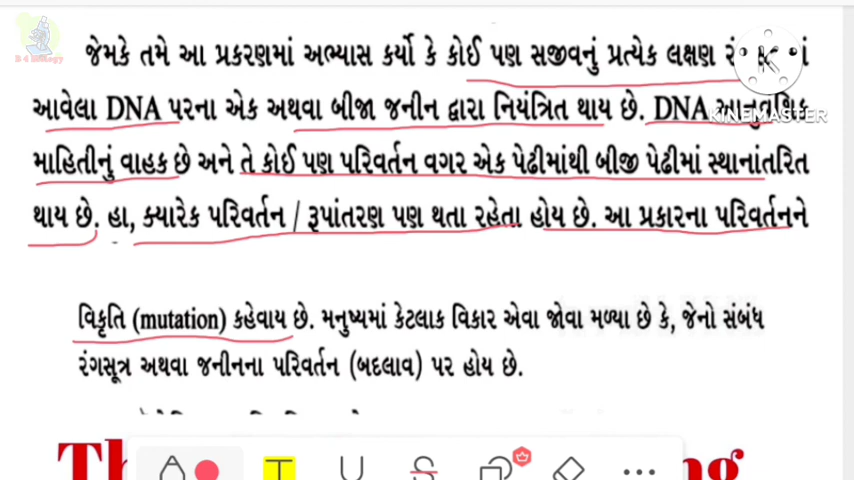 જેમકે તમે આ પ્રકરણમાં અભ્યાસ કર્યો કે કોઈ પણ સજીવનું પ્રત્યેક લક્ષણ
આવેલા DNA પરના એક અથવા બીજા જનીન દ્વારા નિયંત્રિત થાય છે. DNA આનુવંશિક
માહિતીનું વાહક છે અને તે કોઈ પણ પરિવર્તન વગર એક પેઢીમાંથી બીજી પેઢીમાં સ્થાનાંતરિત
થાય છે. હા, ક્યારેક પરિવર્તન / રૂપાંતરણ પણ થતા રહેતા હોય છે. આ પ્રકારના પરિવર્તનને
વિકૃતિ (mutation) કહેવાય છે. મનુષ્યમાં કેટલાક વિકાર એવા જોવા મળ્યા છે કે, જેનો સંબંધ
રંગસૂત્ર અથવા જનીનના પરિવર્તન (બદલાવ) પર હોય છે.
KINEMASTER